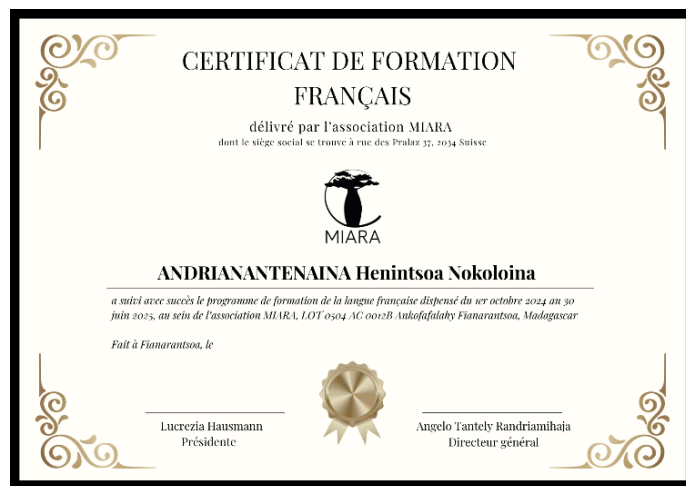 CERTIFICAT DE FORMATION
FRANÇAIS
délivré par l'association MIARA
dont le siège social se trouve à rue des Pralaz 37, 2034 Suisse
MIARA
ANDRIANANTENAINA Henintsoa Nokoloina
a suivi avec succès le programme de formation de la langue française dispensé du 1er octobre 2024 au 30
juin 2025, au sein de l'association MIARA, LOT 0504 AC 0012B Ankofafalahy Fianarantsoa, Madagascar
Fait à Fianarantsoa, le
Lucrezia Hausmann
Présidente
Angelo Tantely Randriamihaja
Directeur général